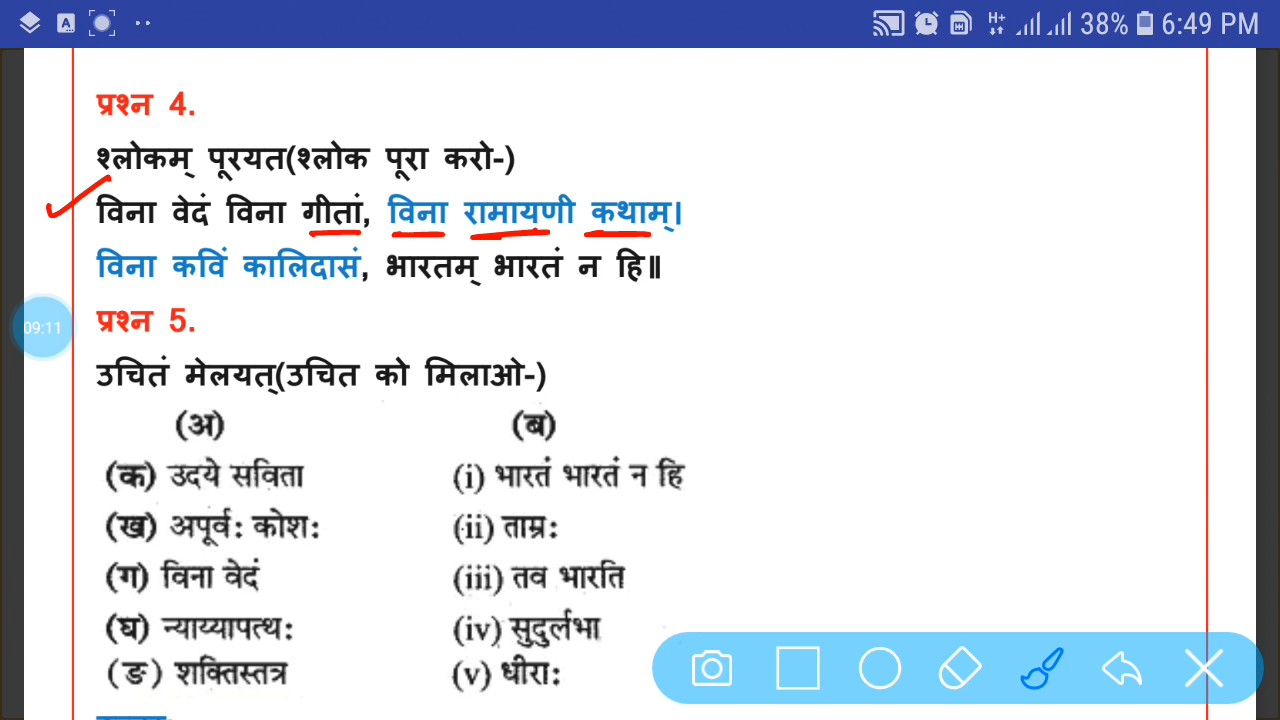 38% 6:49 PM
प्रश्न 4.
श्लोकम् पूरयत(श्लोक पूरा करो-)
विना वेदं विना गीतां, विना रामायणी कथाम्।
विना कविं कालिदासं, भारतम् भारतं न हि॥
09:11
प्रश्न 5.
उचितं मेलयत्(उचित को मिलाओ-)
(अ) (ब)
(क) उदये सविता (i) भारतं भारतं न हि
(ख) अपूर्वः कोशः (ii) ताम्रः
(ग) विना वेदं (iii) तव भारति
(घ) न्याय्यापत्थः (iv) सुदुर्लभा
(ङ) शक्तिस्तत्र (v) धीराः